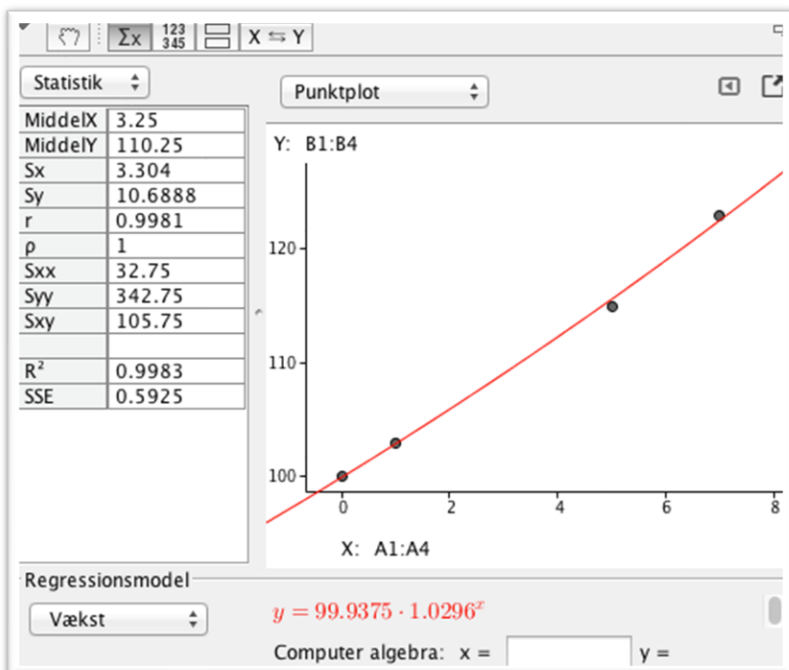 Σx 123 345 X ⇆ Y
Statistik
Punktplot
MiddelX 3.25
MiddelY 110.25
Sx 3.304
Sy 10.6888
r 0.9981
ρ 1
Sxx 32.75
Syy 342.75
Sxy 105.75
R² 0.9983
SSE 0.5925
Y: B1:B4
120
110
100
0 2 4 6 8
X: A1:A4
Regressionsmodel
Vækst
y = 99.9375 · 1.0296ˣ
Computer algebra: x = y =